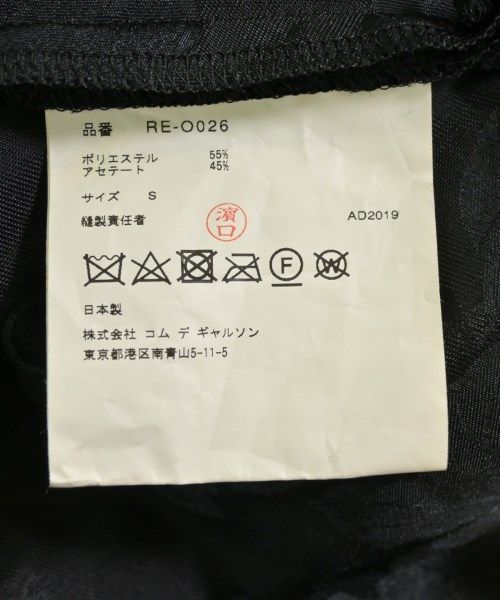 品番 RE-O026
ポリエステル 55%
アセテート 45%
サイズ S
縫製責任者 濱口 AD2019
F W
日本製
株式会社 コム デ ギャルソン
東京都港区南青山5-11-5